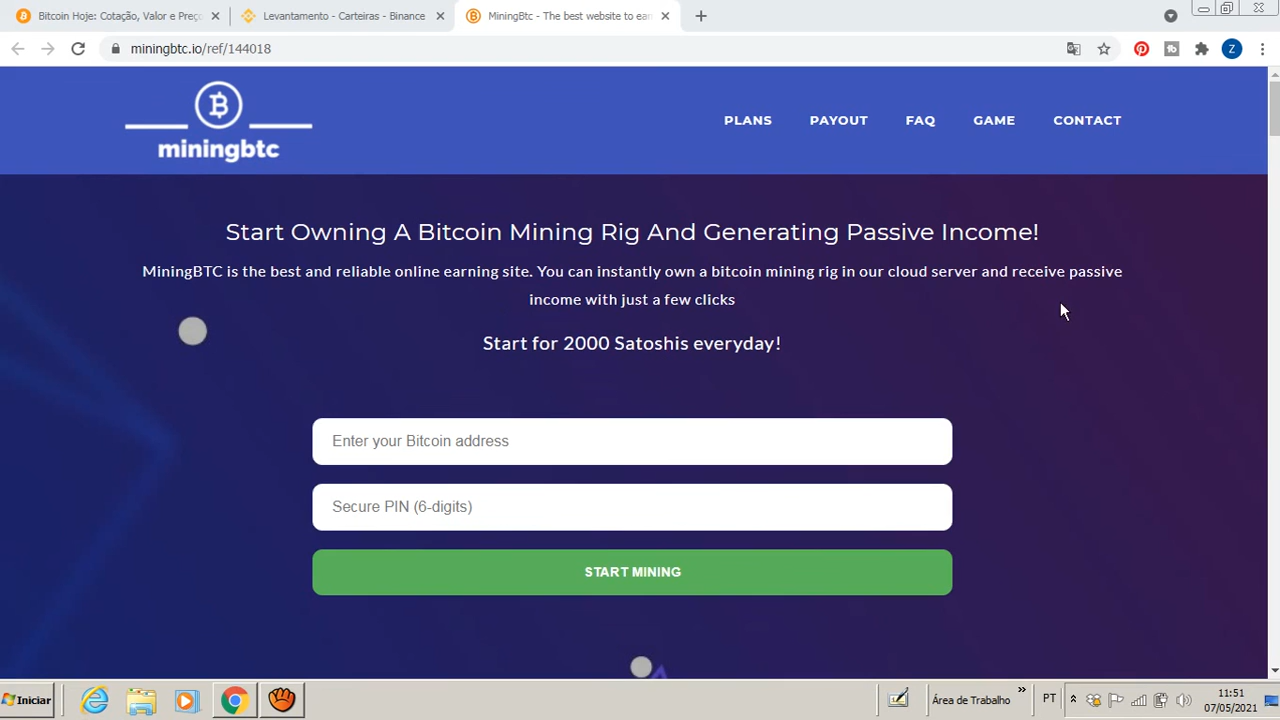 Bitcoin Hoje: Cotação, Valor e Preço
Levantamento - Carteiras - Binance
MiningBtc - The best website to ear
miningbtc.io/ref/144018
Z
miningbtc
PLANS
PAYOUT
FAQ
GAME
CONTACT
Start Owning A Bitcoin Mining Rig And Generating Passive Income!
MiningBTC is the best and reliable online earning site. You can instantly own a bitcoin mining rig in our cloud server and receive passive
income with just a few clicks
Start for 2000 Satoshis everyday!
Enter your Bitcoin address
Secure PIN (6-digits)
START MINING
Iniciar
Área de Trabalho
PT
11:51
07/05/2021